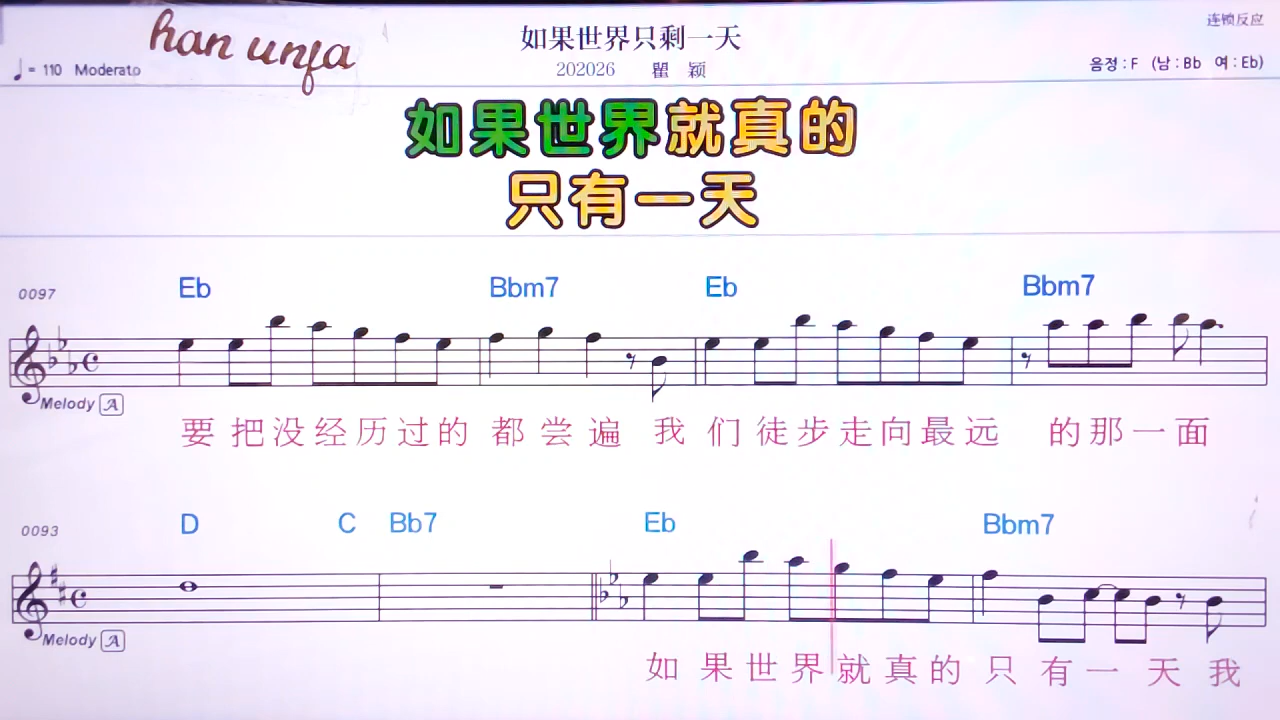 连锁反应
han unfa
如果世界只剩一天
♩= 110 Moderato
202026 瞿 颖
음정 : F (남 : Bb 여 : Eb)
如果世界就真的
只有一天
0097 Eb Bbm7 Eb Bbm7
Melody A
要 把 没 经 历 过 的 都 尝 遍 我 们 徒 步 走 向 最 远 的 那 一 面
0093 D C Bb7 Eb Bbm7
Melody A
如 果 世 界 就 真 的 只 有 一 天 我